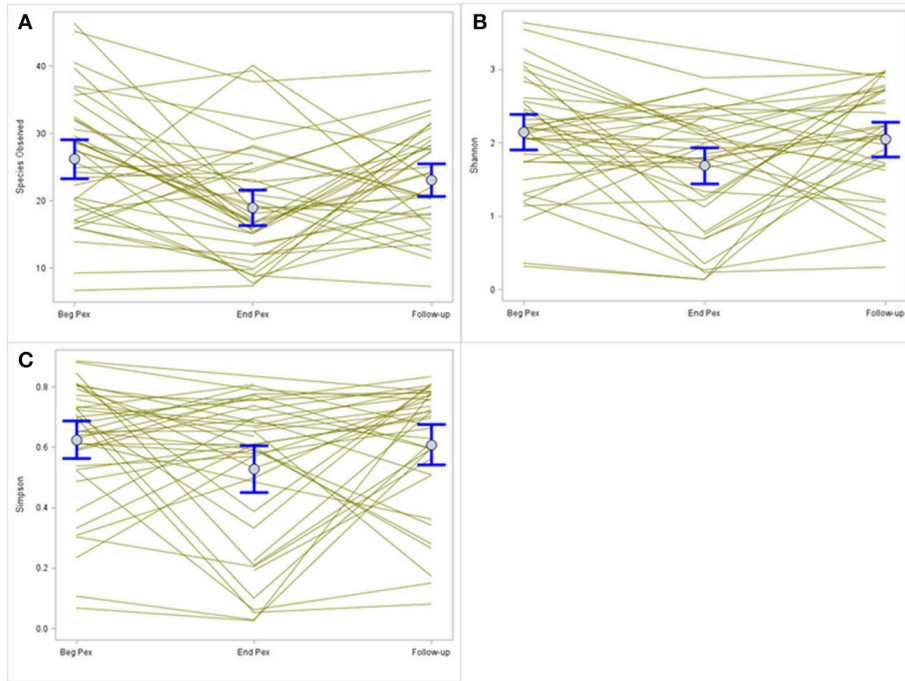 A
Species Observed
40
30
20
10
Beg Pex End Pex Follow-up
B
Shannon
3
2
1
0
Beg Pex End Pex Follow-up
C
Simpson
0.8
0.6
0.4
0.2
0.0
Beg Pex End Pex Follow-up